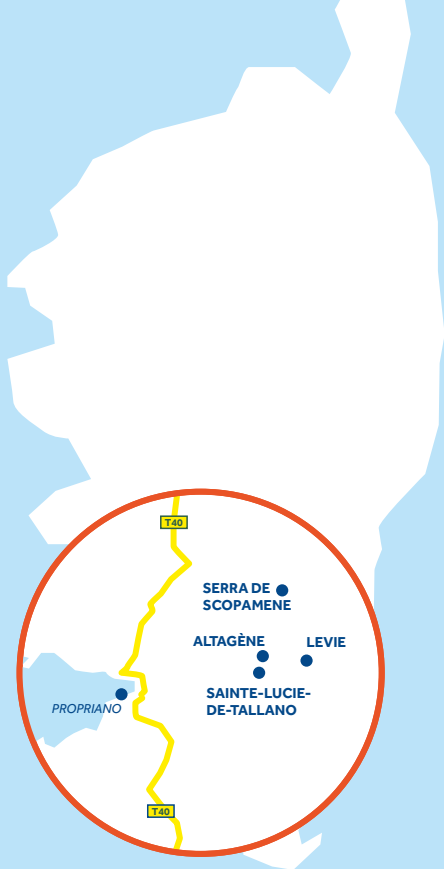 T40
SERRA DE
SCOPAMENE
ALTAGÈNE
LEVIE
SAINTE-LUCIE-
DE-TALLANO
PROPRIANO
T40